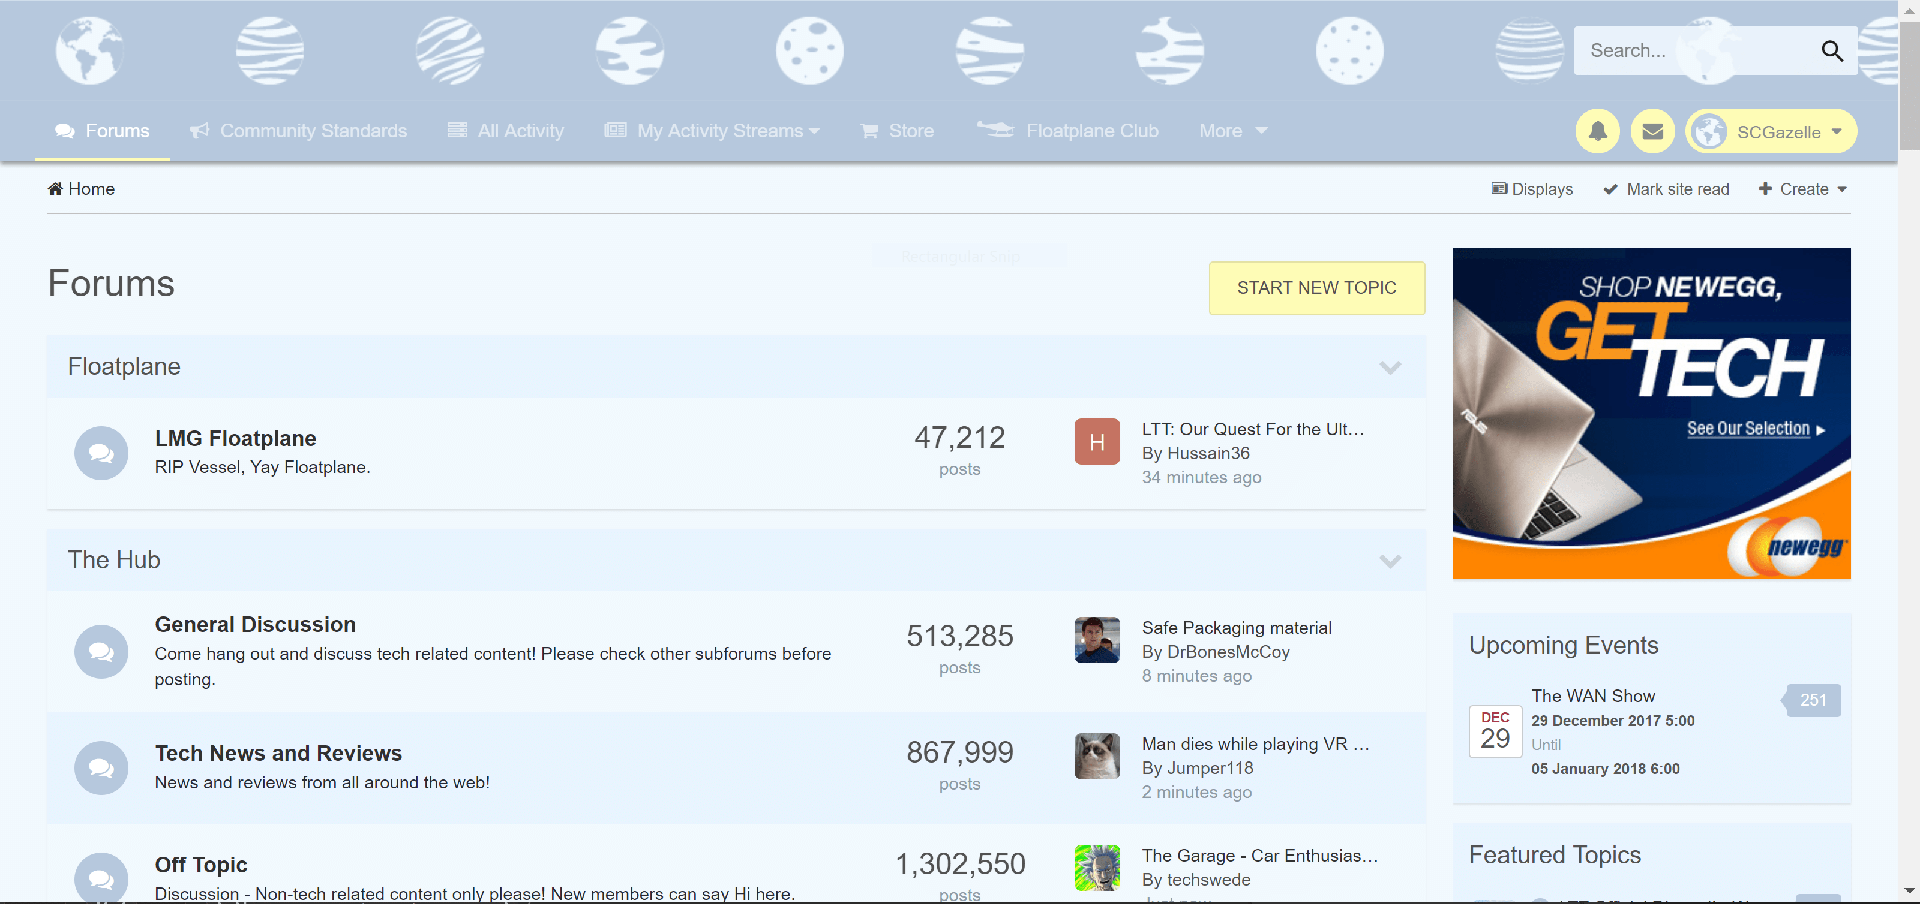 Search...
Forums
Community Standards
All Activity
My Activity Streams
Store
Floatplane Club
More
SCGazelle
Home
Displays
Mark site read
Create
Rectangular Snip
Forums
START NEW TOPIC
Floatplane
LMG Floatplane
RIP Vessel, Yay Floatplane.
47,212
posts
H
LTT: Our Quest For the Ult...
By Hussain36
34 minutes ago
The Hub
General Discussion
Come hang out and discuss tech related content! Please check other subforums before
posting.
513,285
posts
Safe Packaging material
By DrBonesMcCoy
8 minutes ago
Tech News and Reviews
News and reviews from all around the web!
867,999
posts
Man dies while playing VR ...
By Jumper118
2 minutes ago
Off Topic
Discussion - Non-tech related content only please! New members can say Hi here.
1,302,550
posts
The Garage - Car Enthusias...
By techswede
SHOP NEWEGG,
GET
TECH
See Our Selection
ASUS
newegg
Upcoming Events
DEC
29
The WAN Show
29 December 2017 5:00
Until
05 January 2018 6:00
251
Featured Topics